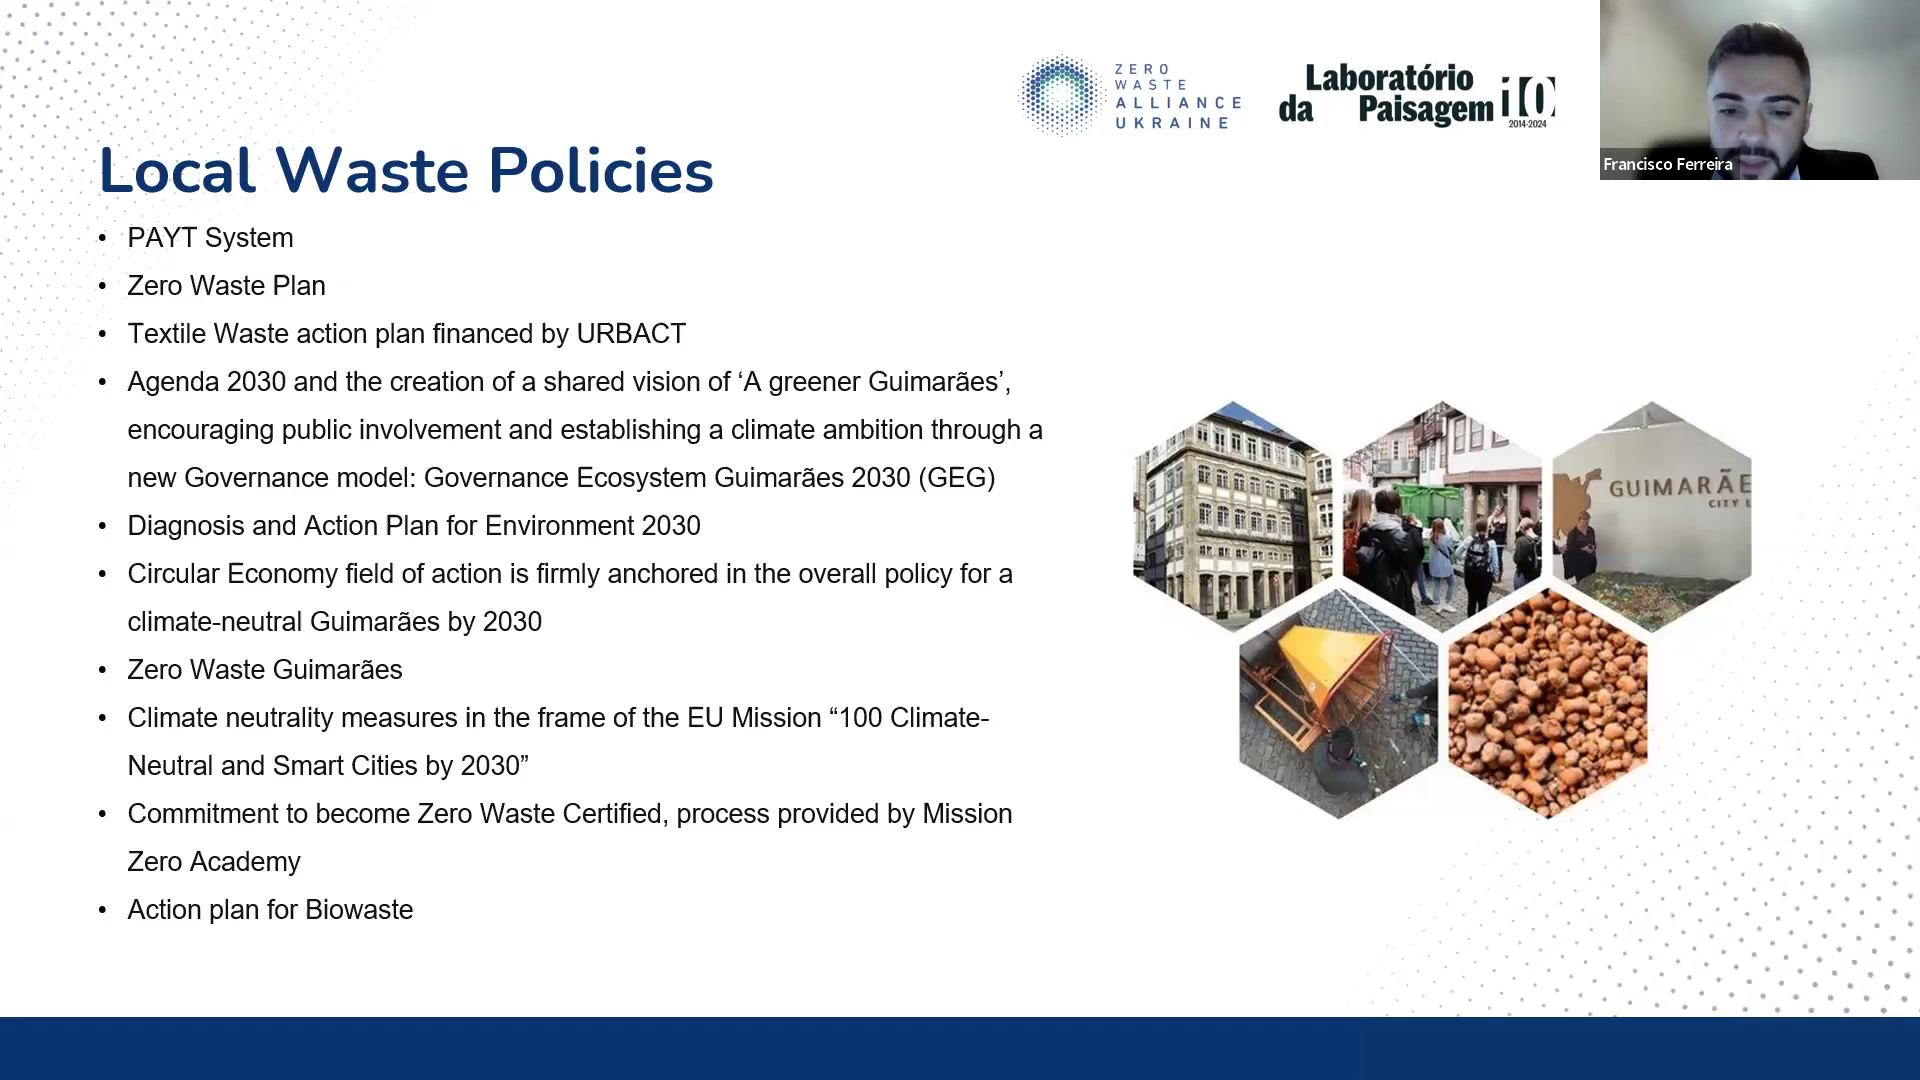 ZERO
WASTE
ALLIANCE
UKRAINE
Laboratório
da Paisagem
10
2014-2024
Francisco Ferreira
Local Waste Policies
• PAYT System
• Zero Waste Plan
• Textile Waste action plan financed by URBACT
• Agenda 2030 and the creation of a shared vision of ‘A greener Guimarães’,
encouraging public involvement and establishing a climate ambition through a
new Governance model: Governance Ecosystem Guimarães 2030 (GEG)
• Diagnosis and Action Plan for Environment 2030
• Circular Economy field of action is firmly anchored in the overall policy for a
climate-neutral Guimarães by 2030
• Zero Waste Guimarães
• Climate neutrality measures in the frame of the EU Mission “100 Climate-
Neutral and Smart Cities by 2030”
• Commitment to become Zero Waste Certified, process provided by Mission
Zero Academy
• Action plan for Biowaste
GUIMARÃE
CITY L